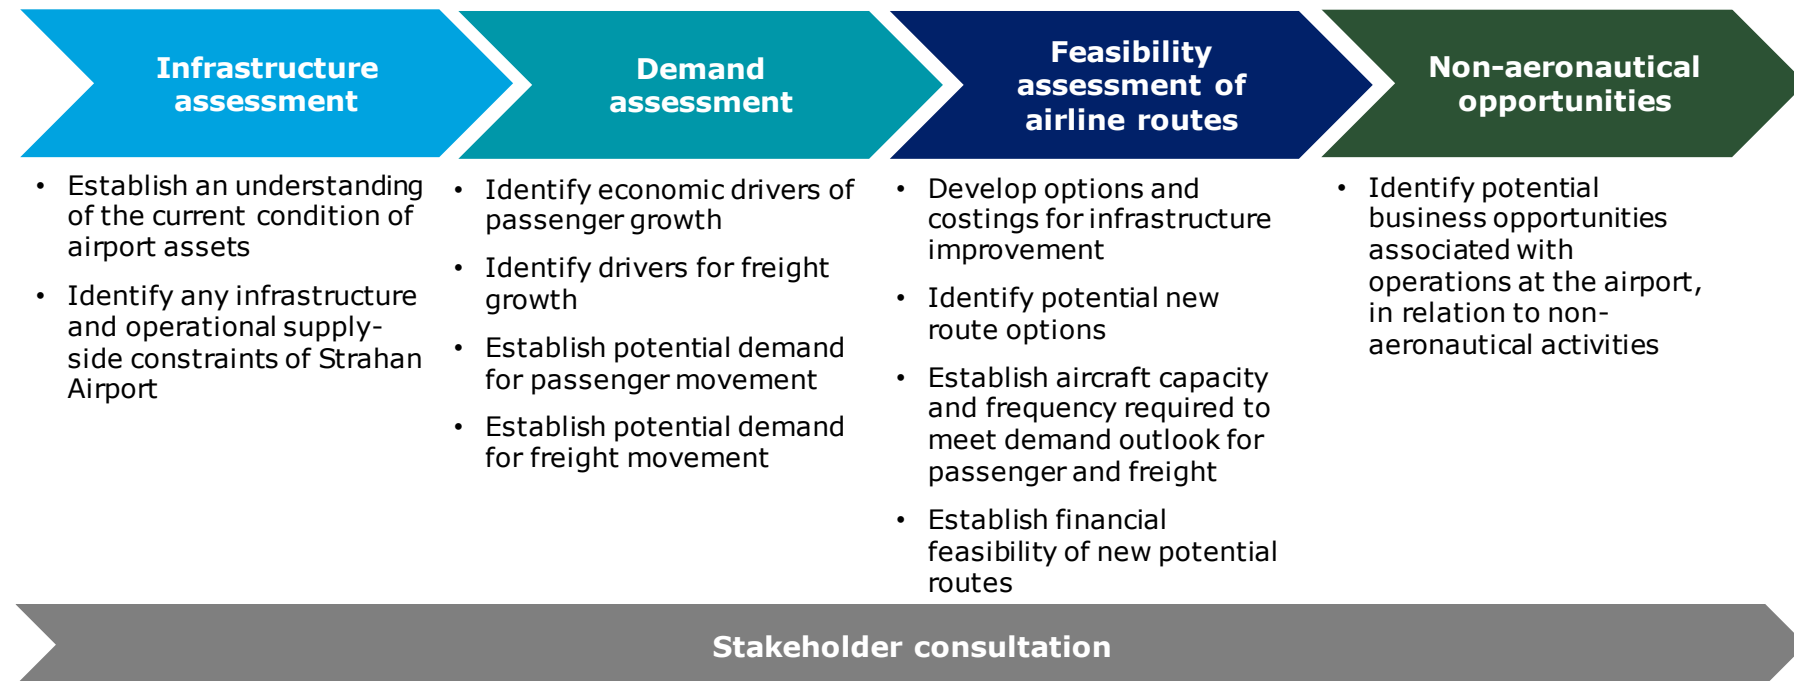 Infrastructure
assessment
Demand
assessment
Feasibility
assessment of
airline routes
Non-aeronautical
opportunities
• Establish an understanding
of the current condition of
airport assets
• Identify any infrastructure
and operational supply-
side constraints of Strahan
Airport
• Identify economic drivers of
passenger growth
• Identify drivers for freight
growth
• Establish potential demand
for passenger movement
• Establish potential demand
for freight movement
• Develop options and
costings for infrastructure
improvement
• Identify potential new
route options
• Establish aircraft capacity
and frequency required to
meet demand outlook for
passenger and freight
• Establish financial
feasibility of new potential
routes
• Identify potential
business opportunities
associated with
operations at the airport,
in relation to non-
aeronautical activities
Stakeholder consultation